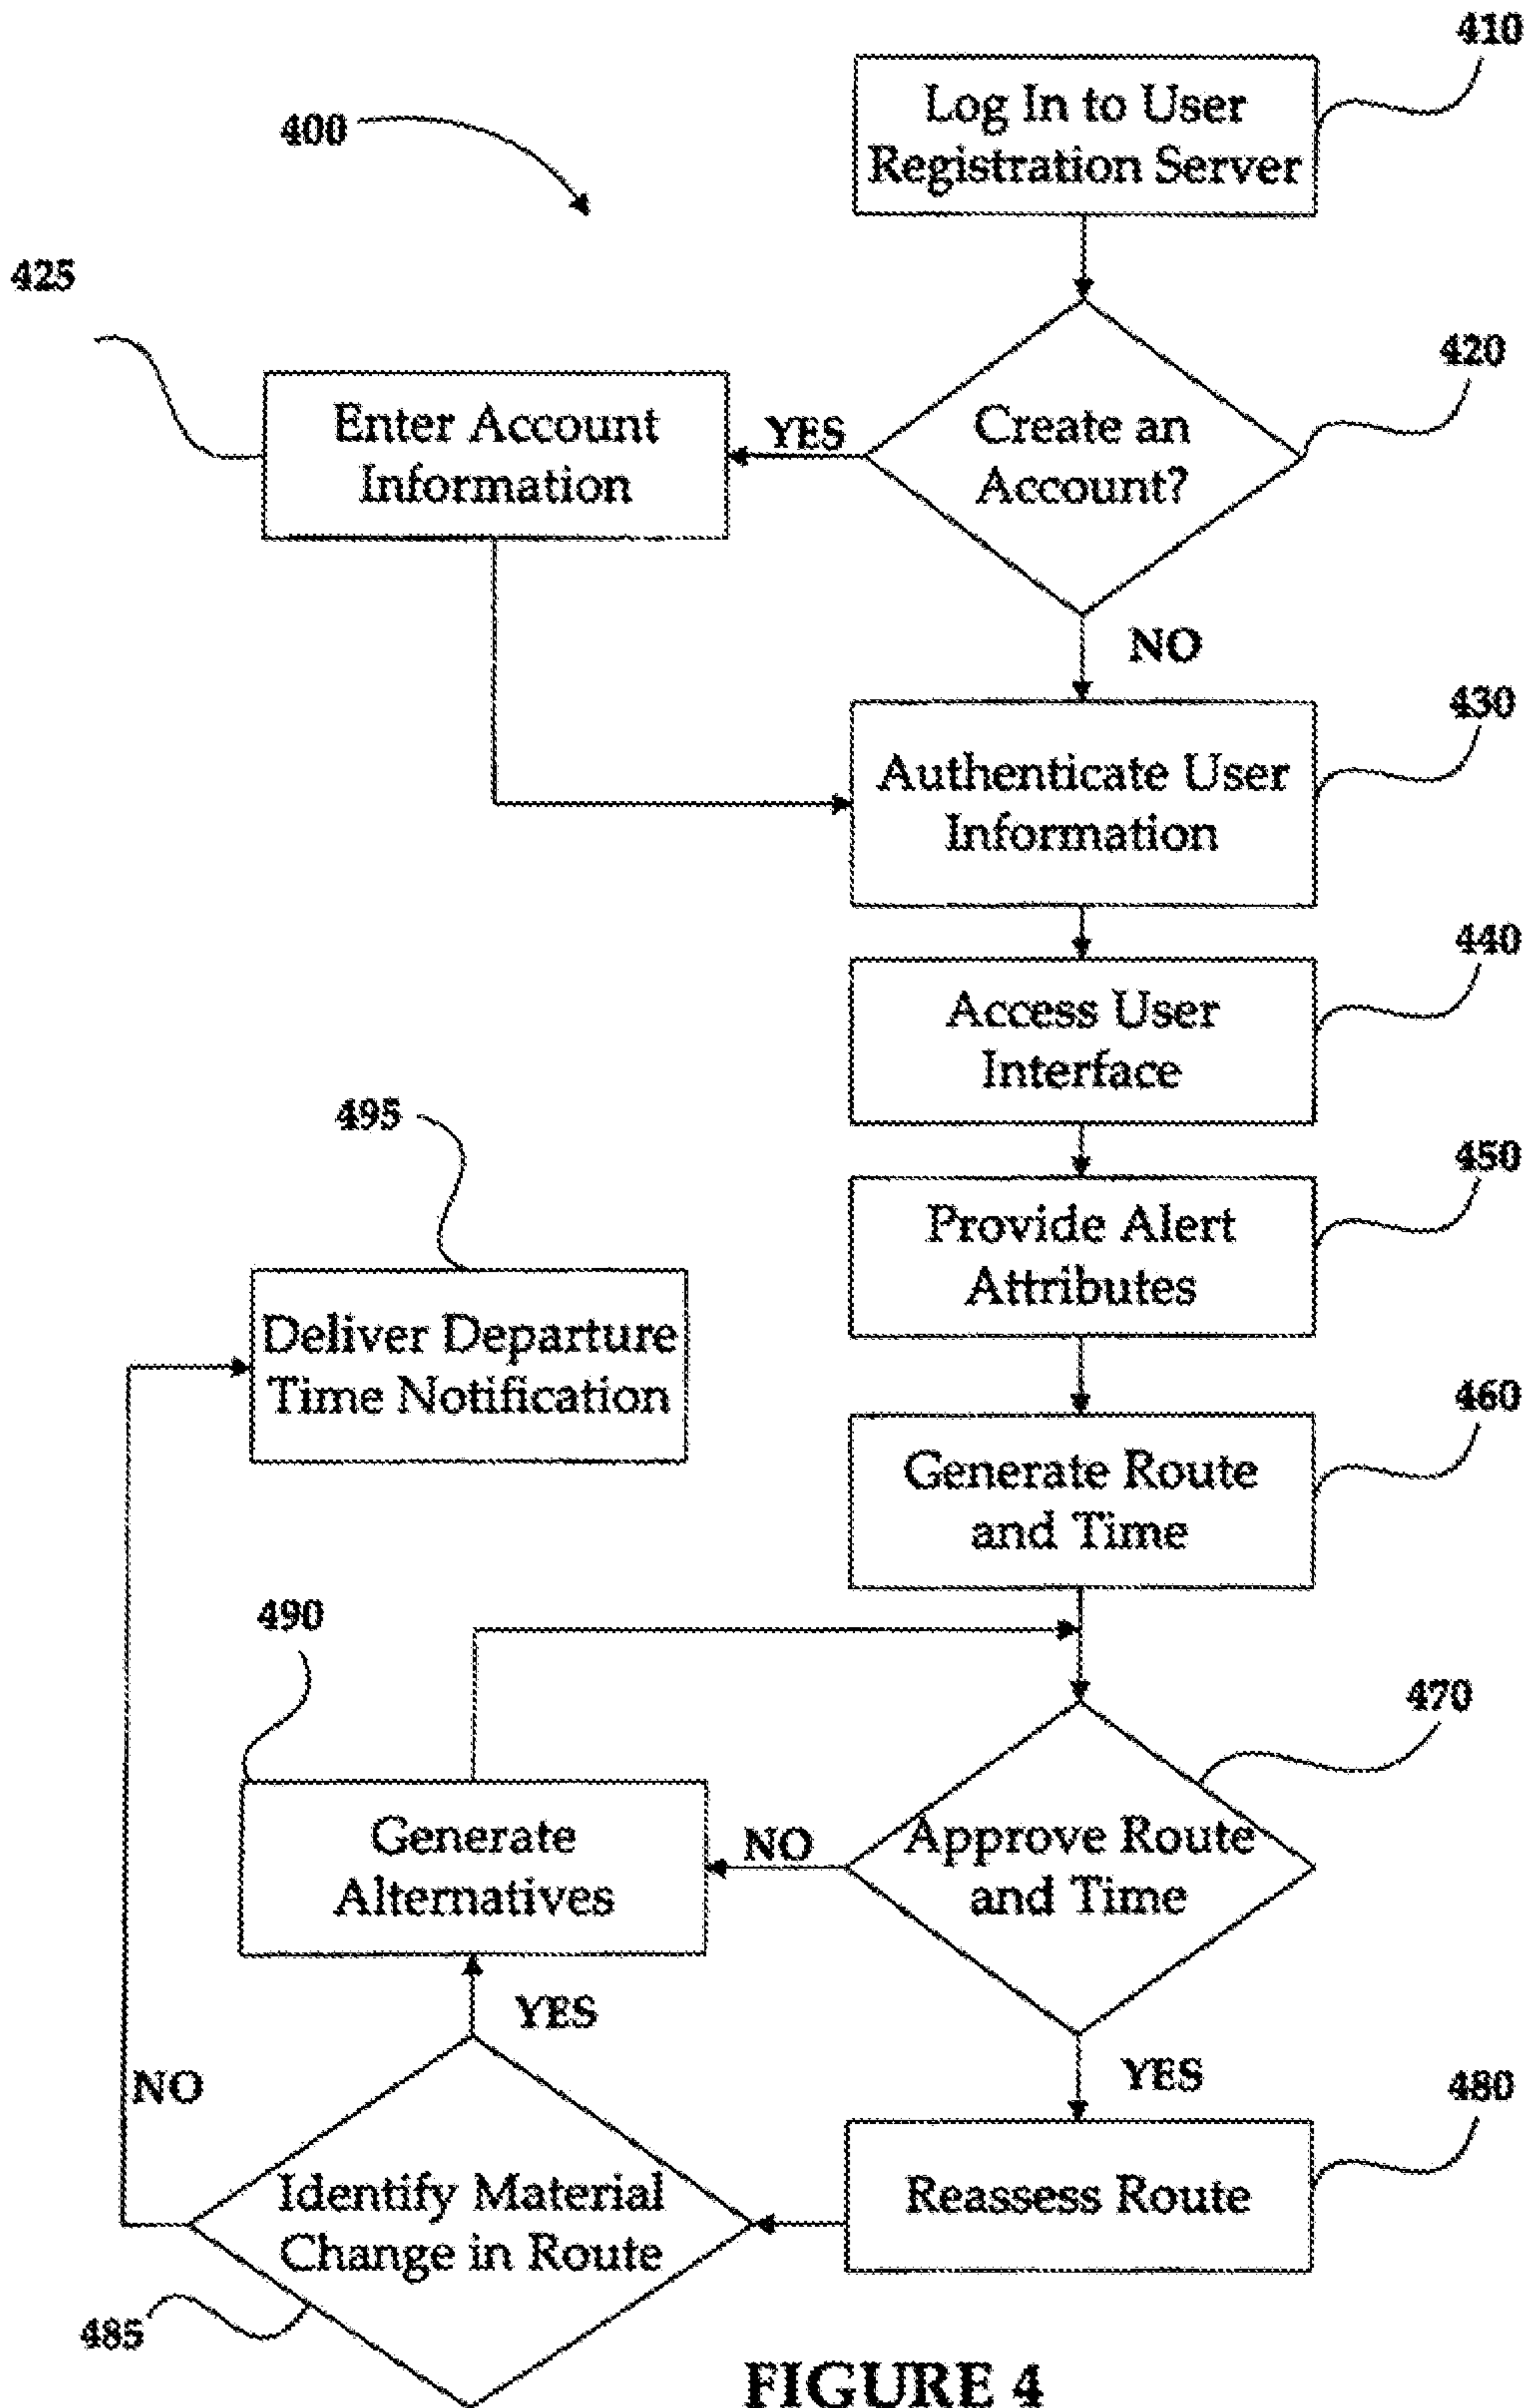 410
Log In to User
Registration Server
400
425
420
Enter Account
Information
YES
Create an
Account?
NO
430
Authenticate User
Information
440
Access User
Interface
495
450
Provide Alert
Attributes
Deliver Departure
Time Notification
460
Generate Route
and Time
490
470
Generate
Alternatives
NO
Approve Route
and Time
YES
YES
NO
480
Identify Material
Change in Route
Reassess Route
485
FIGURE 4